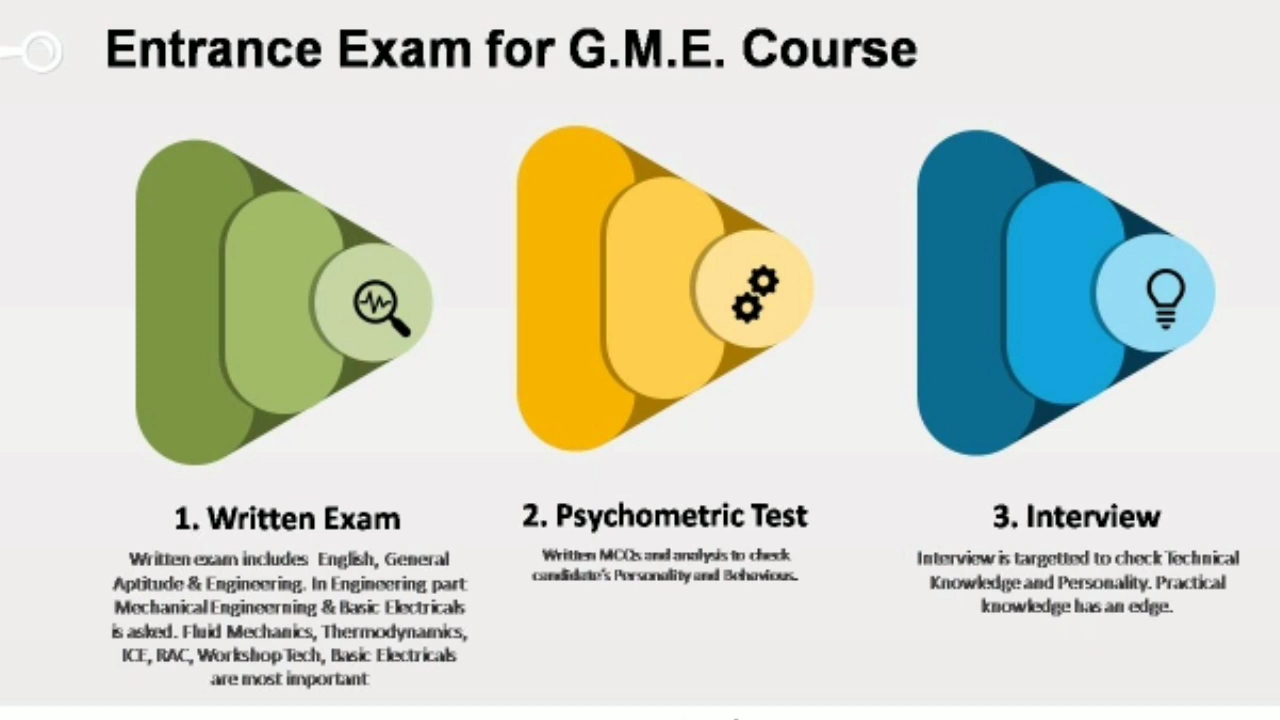 Entrance Exam for G.M.E. Course
1. Written Exam
Written exam includes English, General
Aptitude & Engineering. In Engineering part
Mechanical Engineerning & Basic Electricals
is asked. Fluid Mechanics, Thermodynamics,
ICE, RAC, Workshop Tech, Basic Electricals
are most important
2. Psychometric Test
Written MCQs and analysis to check
candidate's Personality and Behavious.
3. Interview
Interview is targetted to check Technical
Knowledge and Personality. Practical
knowledge has an edge.